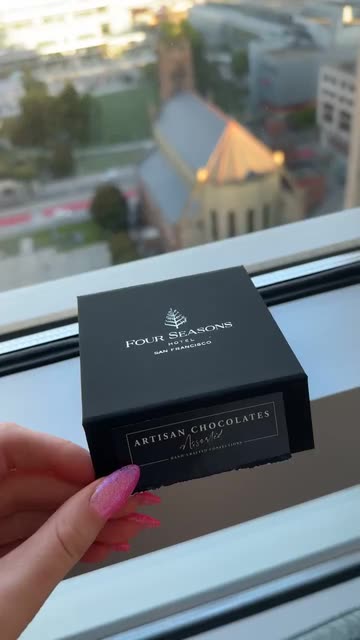 FOUR SEASONS
HOTEL
SAN FRANCISCO
ARTISAN CHOCOLATES
Assorted
HAND CRAFTED CONFECTIONS